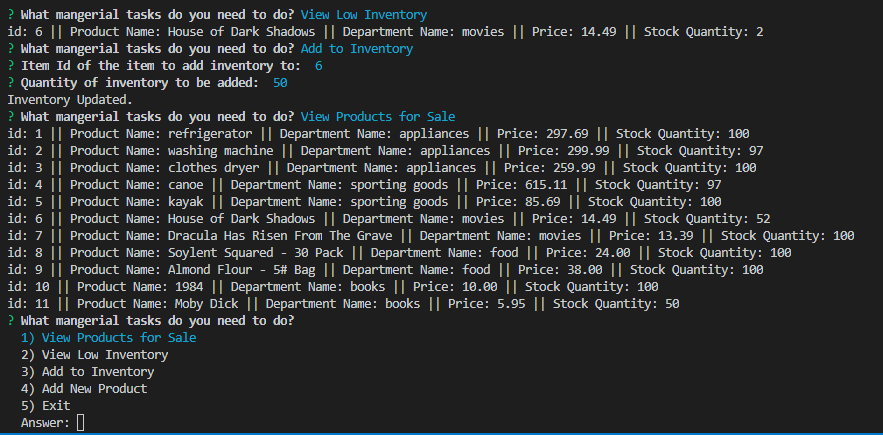 ? What mangerial tasks do you need to do? View Low Inventory
id: 6 || Product Name: House of Dark Shadows || Department Name: movies || Price: 14.49 || Stock Quantity: 2
? What mangerial tasks do you need to do? Add to Inventory
? Item Id of the item to add inventory to:  6
? Quantity of inventory to be added:  50
Inventory Updated.
? What mangerial tasks do you need to do? View Products for Sale
id: 1 || Product Name: refrigerator || Department Name: appliances || Price: 297.69 || Stock Quantity: 100
id: 2 || Product Name: washing machine || Department Name: appliances || Price: 299.99 || Stock Quantity: 97
id: 3 || Product Name: clothes dryer || Department Name: appliances || Price: 259.99 || Stock Quantity: 100
id: 4 || Product Name: canoe || Department Name: sporting goods || Price: 615.11 || Stock Quantity: 97
id: 5 || Product Name: kayak || Department Name: sporting goods || Price: 85.69 || Stock Quantity: 100
id: 6 || Product Name: House of Dark Shadows || Department Name: movies || Price: 14.49 || Stock Quantity: 52
id: 7 || Product Name: Dracula Has Risen From The Grave || Department Name: movies || Price: 13.39 || Stock Quantity: 100
id: 8 || Product Name: Soylent Squared - 30 Pack || Department Name: food || Price: 24.00 || Stock Quantity: 100
id: 9 || Product Name: Almond Flour - 5# Bag || Department Name: food || Price: 38.00 || Stock Quantity: 100
id: 10 || Product Name: 1984 || Department Name: books || Price: 10.00 || Stock Quantity: 100
id: 11 || Product Name: Moby Dick || Department Name: books || Price: 5.95 || Stock Quantity: 50
? What mangerial tasks do you need to do?
1) View Products for Sale
2) View Low Inventory
3) Add to Inventory
4) Add New Product
5) Exit
Answer: